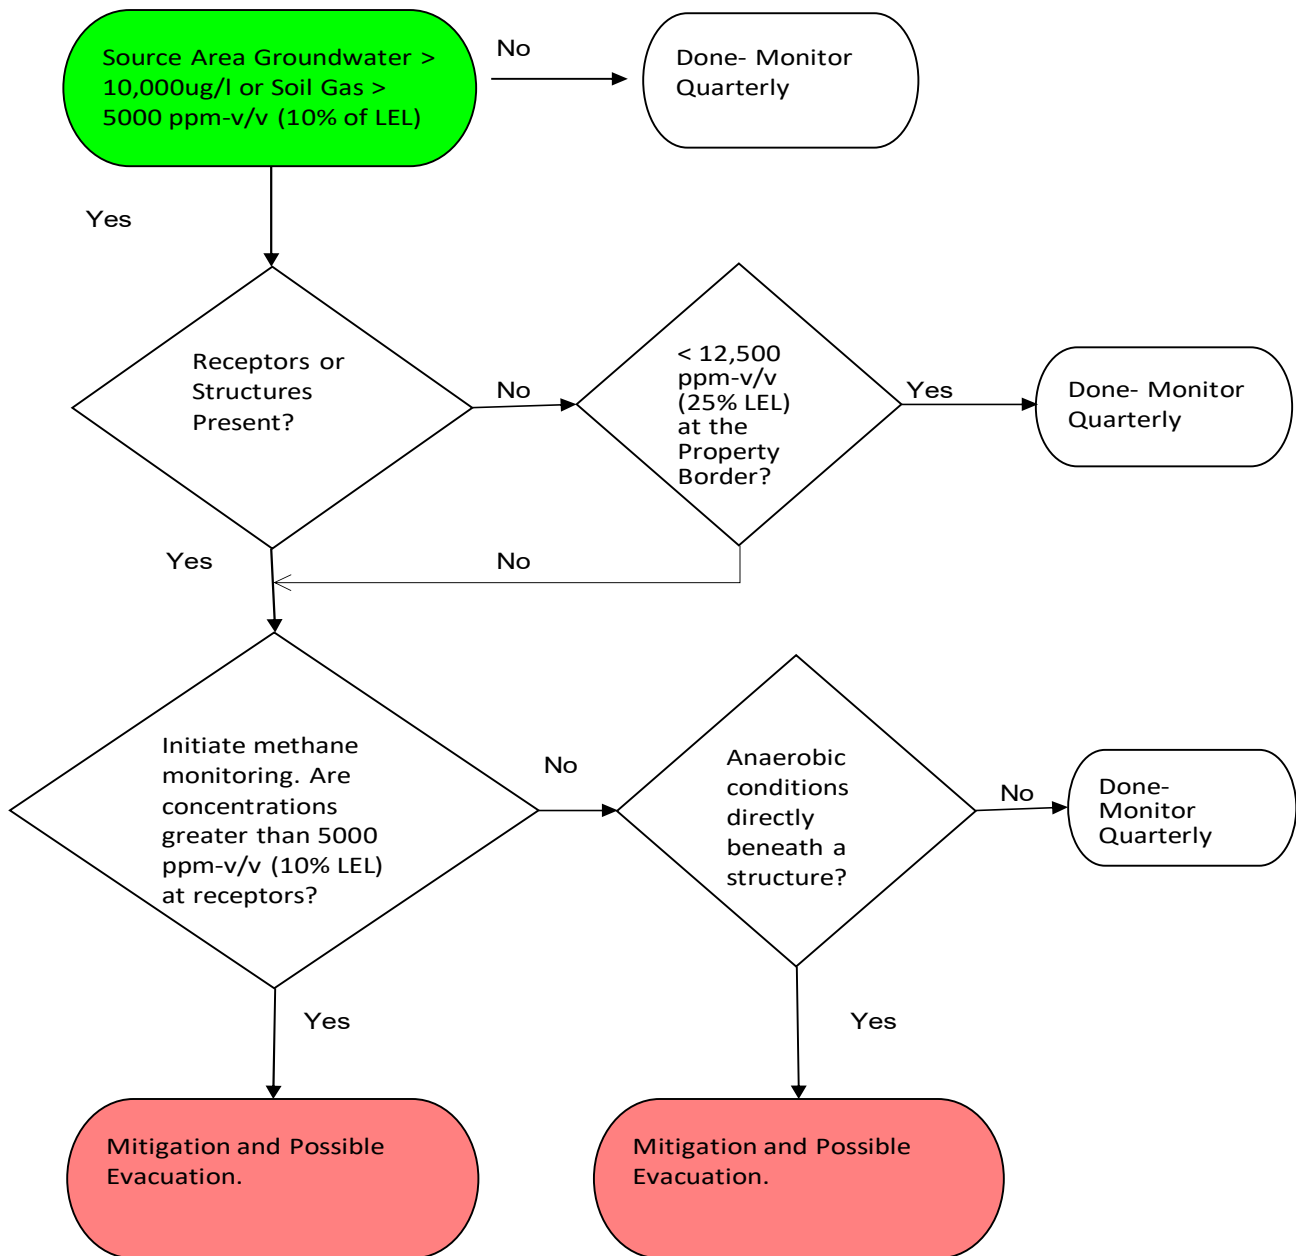 Source Area Groundwater >
10,000ug/l or Soil Gas >
5000 ppm-v/v (10% of LEL)
No
Done- Monitor
Quarterly
Yes
Receptors or
Structures
Present?
No
< 12,500
ppm-v/v
(25% LEL)
at the
Property
Border?
Yes
Done- Monitor
Quarterly
Yes
No
Initiate methane
monitoring. Are
concentrations
greater than 5000
ppm-v/v (10% LEL)
at receptors?
No
Anaerobic
conditions
directly
beneath a
structure?
No
Done-
Monitor
Quarterly
Yes
Yes
Mitigation and Possible
Evacuation.
Mitigation and Possible
Evacuation.